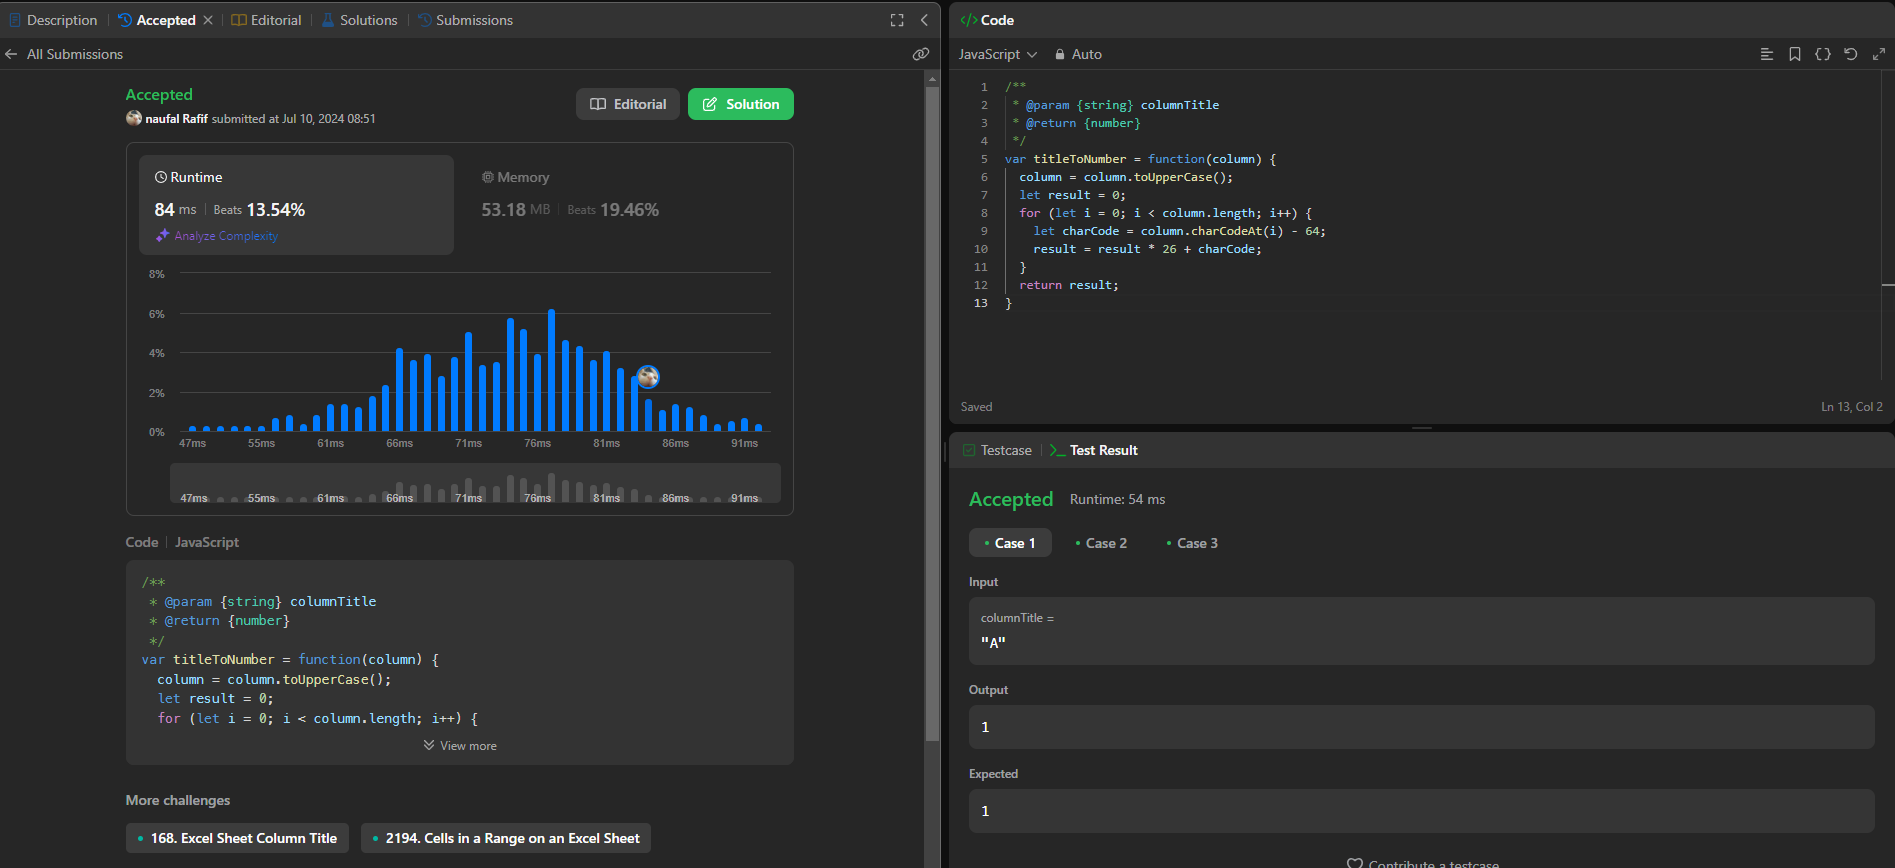 Description
Accepted
Editorial
Solutions
Submissions
All Submissions
Accepted
naufal Rafif submitted at Jul 10, 2024 08:51
Editorial
Solution
Runtime
84 ms | Beats 13.54%
Analyze Complexity
Memory
53.18 MB | Beats 19.46%
8%
6%
4%
2%
0%
47ms 55ms 61ms 66ms 71ms 76ms 81ms 86ms 91ms
47ms 55ms 61ms 66ms 71ms 76ms 81ms 86ms 91ms
Code | JavaScript
/**
* @param {string} columnTitle
* @return {number}
*/
var titleToNumber = function(column) {
column = column.toUpperCase();
let result = 0;
for (let i = 0; i < column.length; i++) {
View more
More challenges
168. Excel Sheet Column Title
2194. Cells in a Range on an Excel Sheet
</> Code
JavaScript
Auto
1 /**
2 * @param {string} columnTitle
3 * @return {number}
4 */
5 var titleToNumber = function(column) {
6 column = column.toUpperCase();
7 let result = 0;
8 for (let i = 0; i < column.length; i++) {
9 let charCode = column.charCodeAt(i) - 64;
10 result = result * 26 + charCode;
11 }
12 return result;
13 }
Saved
Ln 13, Col 2
Testcase
Test Result
Accepted
Runtime: 54 ms
Case 1
Case 2
Case 3
Input
columnTitle =
"A"
Output
1
Expected
1
Contribute a testcase